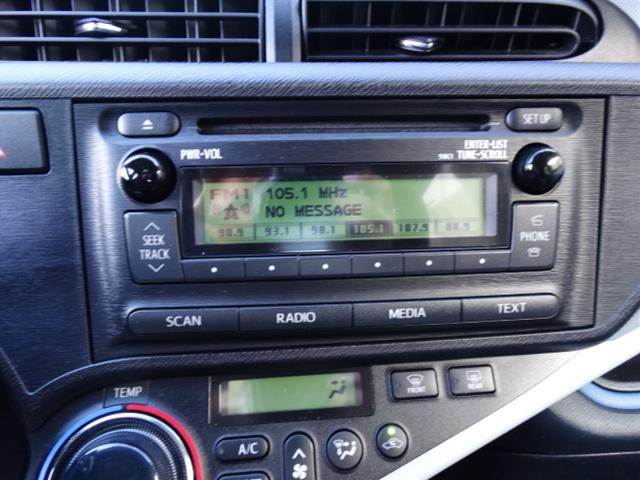 SET UP
PWR•VOL
ENTER•LIST
TUNE•SCROLL
FM1 105.1 MHz
NO MESSAGE
90.9 93.1 98.1 105.1 107.9 88.9
SEEK
TRACK
PHONE
SCAN
RADIO
MEDIA
TEXT
TEMP
FRONT
REAR
A/C